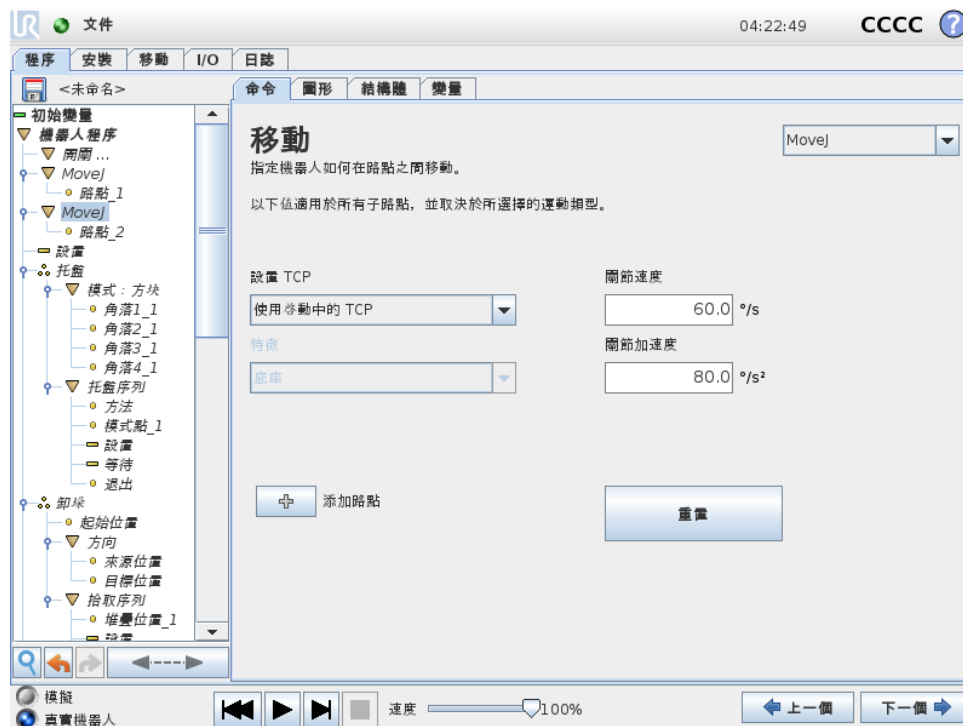 UR 文件 04:22:49 CCCC ?
程序 安裝 移動 I/O 日誌
<未命名> 命令 圖形 結構體 變量
初始變量
機器人程序
開關 ...
MoveJ
路點_1
MoveJ
路點_2
設置
托盤
模式：方块
角落1_1
角落2_1
角落3_1
角落4_1
托盤序列
方法
模式點_1
設置
等待
退出
卸垛
起始位置
方向
來源位置
目標位置
拾取序列
堆疊位置_1
設置
移動
MoveJ
指定機器人如何在路點之間移動。
以下值適用於所有子路點，並取決於所選擇的運動類型。
設置 TCP
使用啓動中的 TCP
特徵
底座
關節速度
60.0 °/s
關節加速度
80.0 °/s²
添加路點
重置
模擬
真實機器人
速度 100%
上一個 下一個